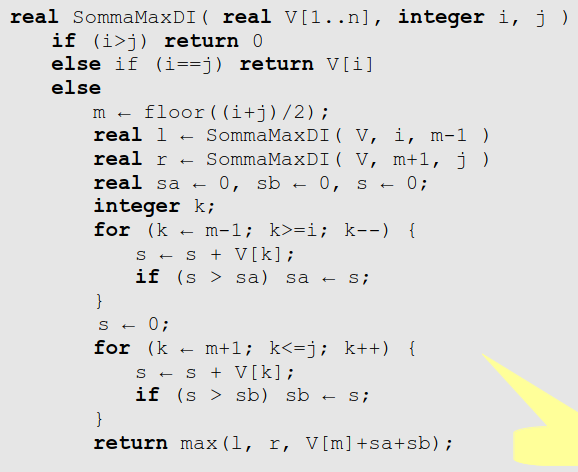 real SommaMaxDI( real V[1..n], integer i, j )
if (i>j) return 0
else if (i==j) return V[i]
else
m ← floor((i+j)/2);
real l ← SommaMaxDI( V, i, m-1 )
real r ← SommaMaxDI( V, m+1, j )
real sa ← 0, sb ← 0, s ← 0;
integer k;
for (k ← m-1; k>=i; k--) {
s ← s + V[k];
if (s > sa) sa ← s;
}
s ← 0;
for (k ← m+1; k<=j; k++) {
s ← s + V[k];
if (s > sb) sb ← s;
}
return max(l, r, V[m]+sa+sb);